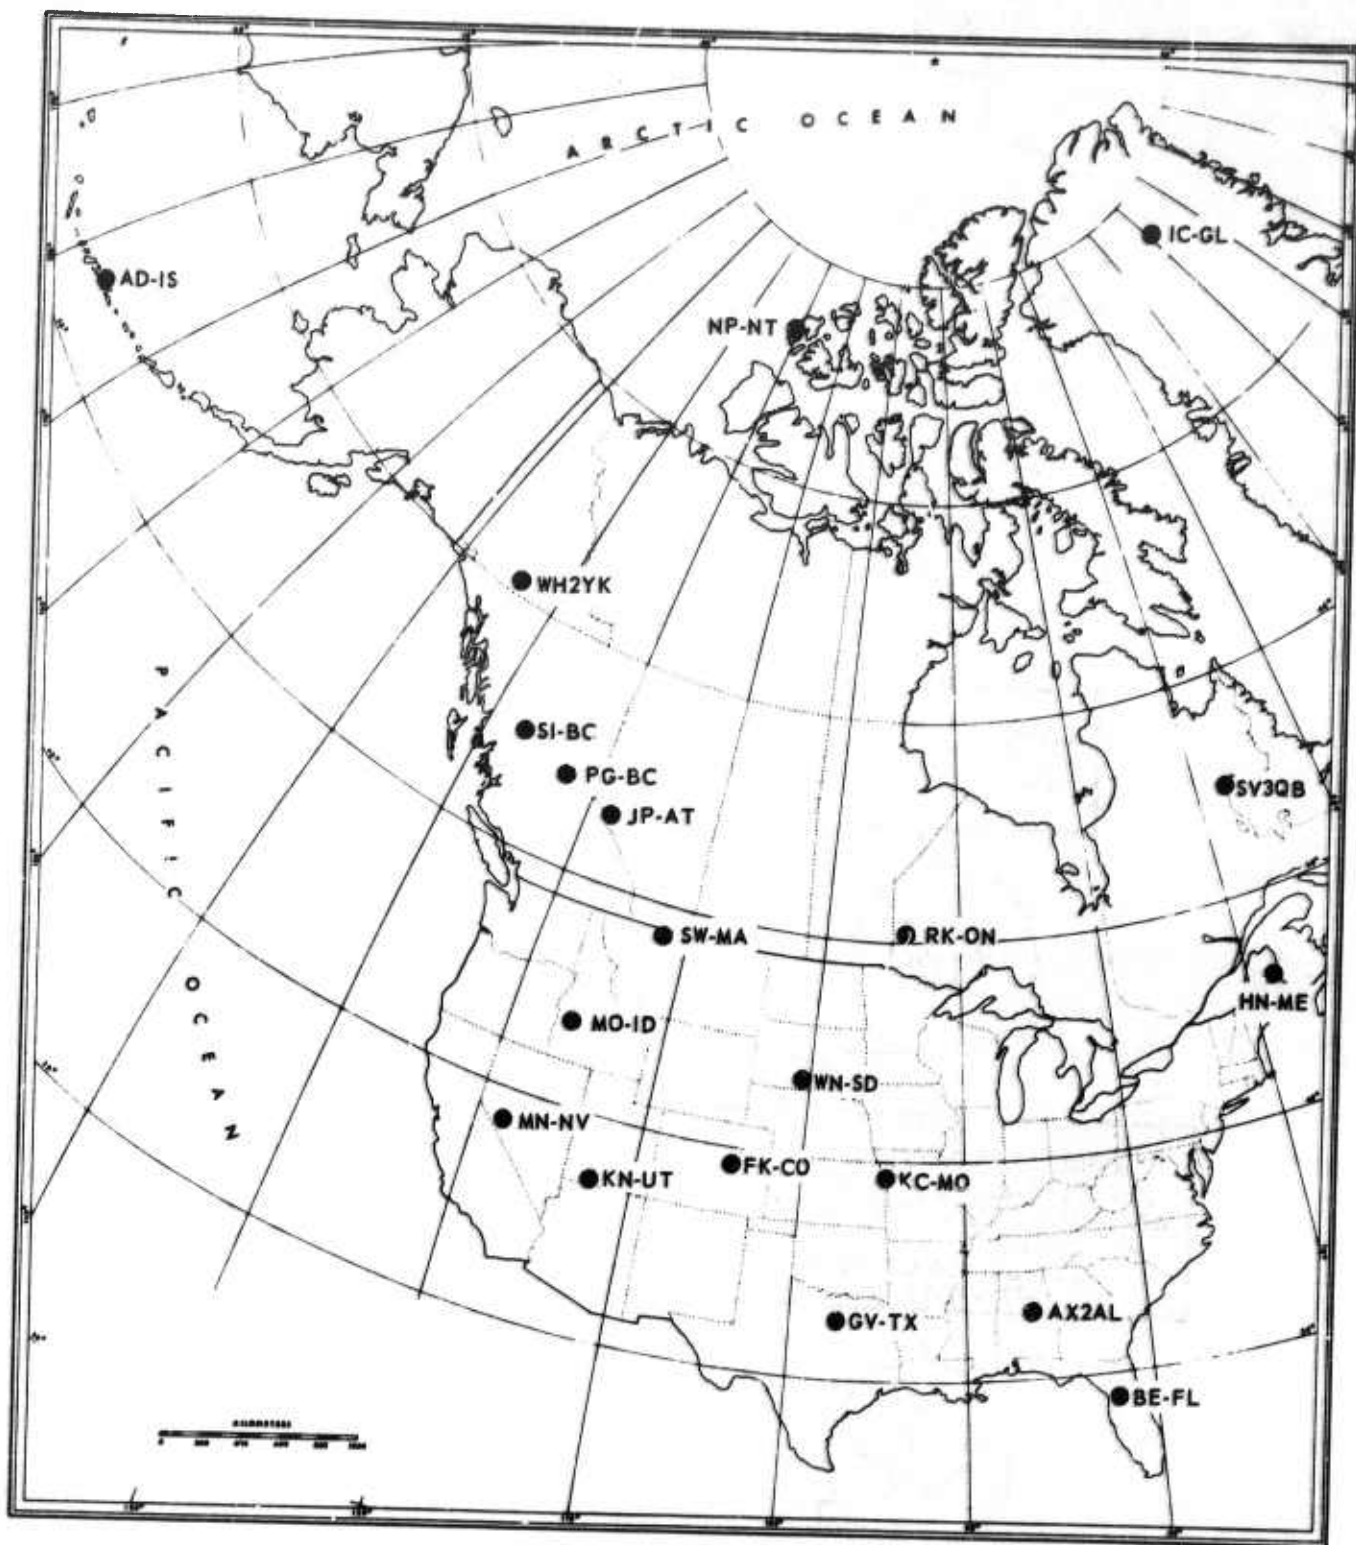 ARCTIC OCEAN
IC-GL
AD-IS
NP-NT
WH2YK
PACIFIC OCEAN
SI-BC
PG-BC
JP-AT
SV3QB
SW-MA
RK-ON
HN-ME
MO-ID
WN-SD
MN-NV
FK-CO
KN-UT
KC-MO
GV-TX
AX2AL
BE-FL
KILOMETERS